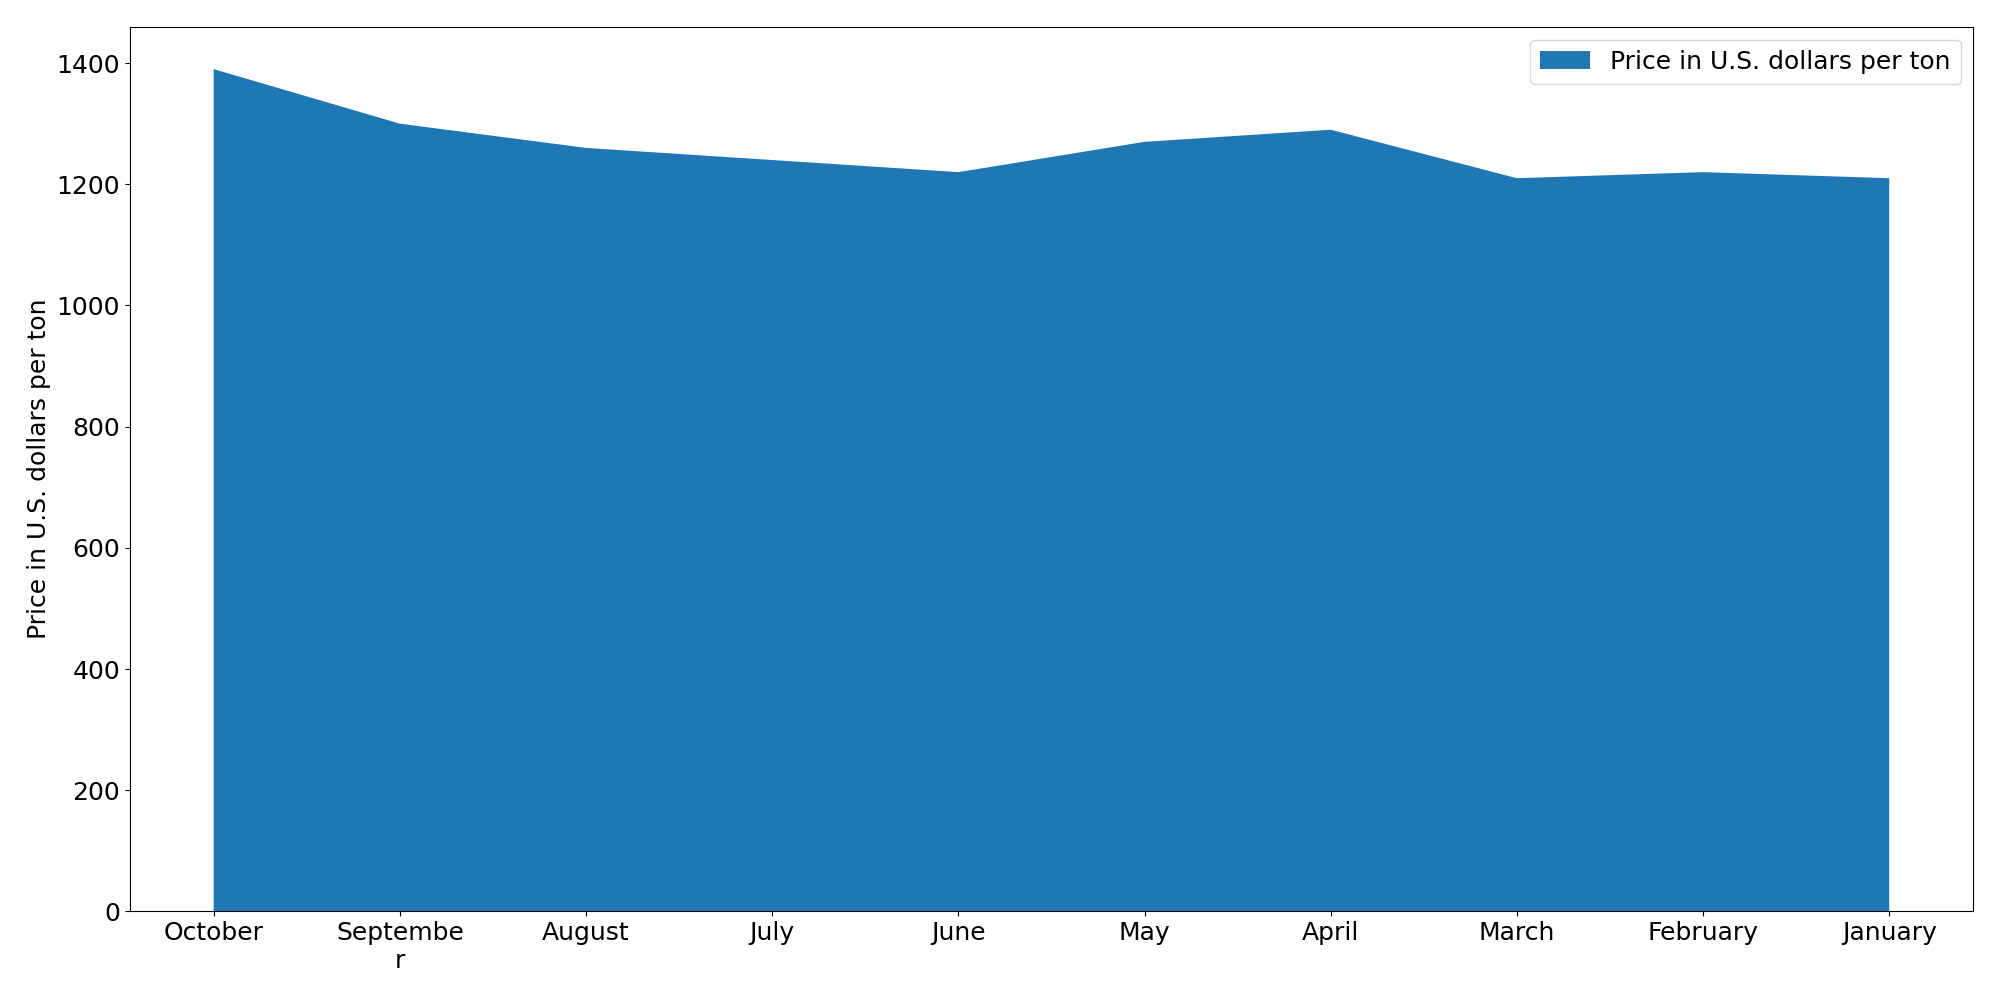 Price in U.S. dollars per ton
1400
1200
1000
800
600
400
200
0
Price in U.S. dollars per ton
October
Septembe
r
August
July
June
May
April
March
February
January